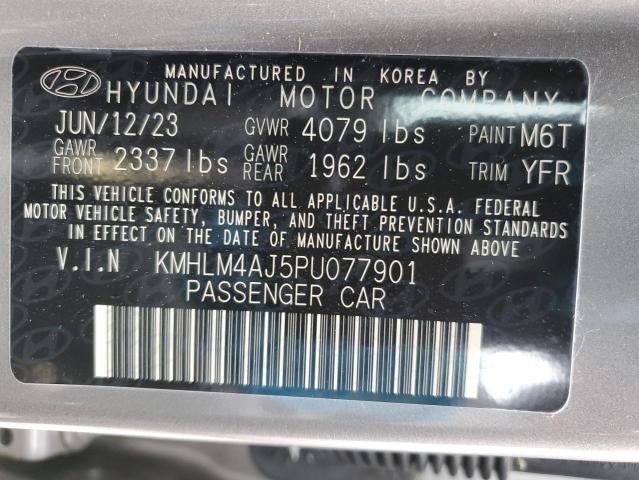 MANUFACTURED IN KOREA BY
HYUNDAI MOTOR COMPANY
JUN/12/23 GVWR 4079 lbs PAINT M6T
GAWR FRONT 2337 lbs GAWR REAR 1962 lbs TRIM YFR
THIS VEHICLE CONFORMS TO ALL APPLICABLE U.S.A. FEDERAL
MOTOR VEHICLE SAFETY, BUMPER, AND THEFT PREVENTION STANDARDS
IN EFFECT ON THE DATE OF MANUFACTURE SHOWN ABOVE
V.I.N KMHLM4AJ5PU077901
PASSENGER CAR